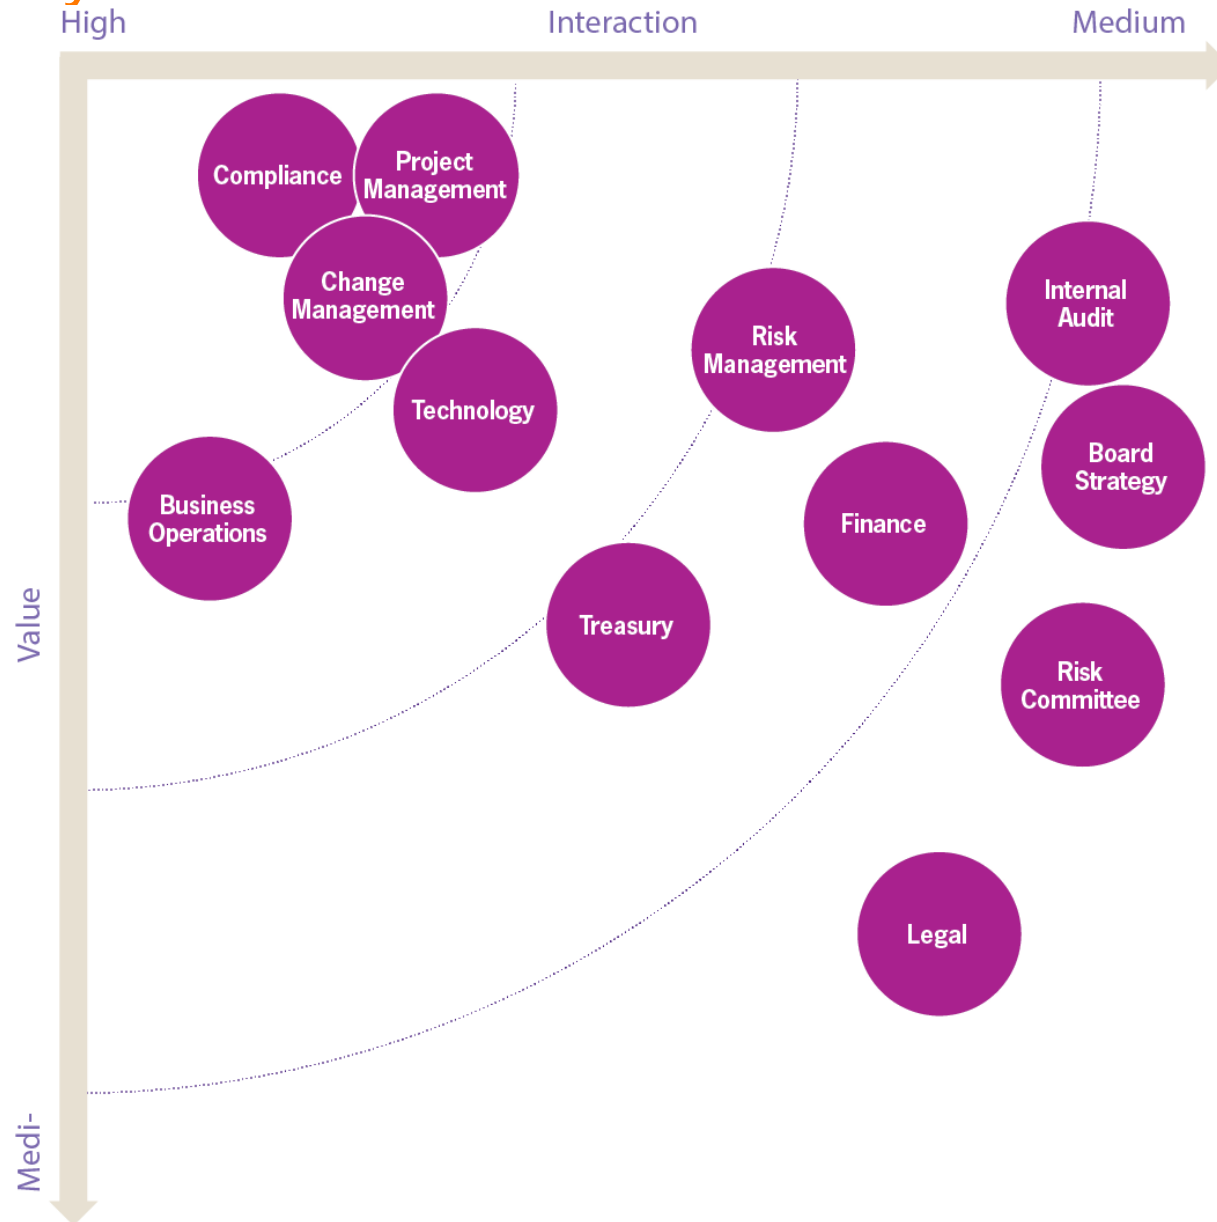 High
Interaction
Medium
Compliance
Project
Management
Change
Management
Technology
Business
Operations
Risk
Management
Internal
Audit
Board
Strategy
Finance
Treasury
Risk
Committee
Legal
Value
Medi-